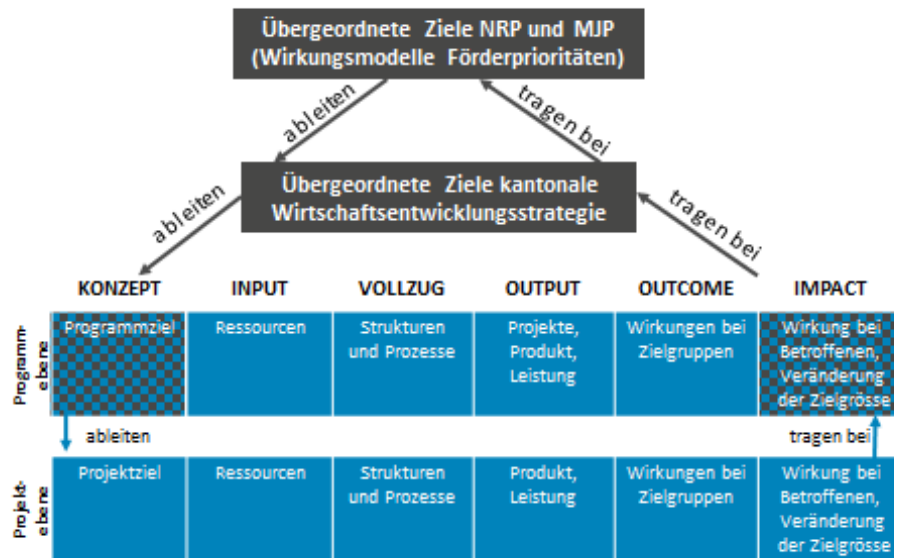 Übergeordnete Ziele NRP und MJP
(Wirkungsmodelle Förderprioritäten)
ableiten
tragen bei
Übergeordnete Ziele kantonale
Wirtschaftsentwicklungsstrategie
ableiten
tragen bei
KONZEPT
INPUT
VOLLZUG
OUTPUT
OUTCOME
IMPACT
Programm-
ebene
Programmziel
Ressourcen
Strukturen
und Prozesse
Projekte,
Produkt,
Leistung
Wirkungen bei
Zielgruppen
Wirkung bei
Betroffenen,
Veränderung
der Zielgrösse
ableiten
tragen bei
Projekt-
ebene
Projektziel
Ressourcen
Strukturen
und Prozesse
Produkt,
Leistung
Wirkungen bei
Zielgruppen
Wirkung bei
Betroffenen,
Veränderung
der Zielgrösse